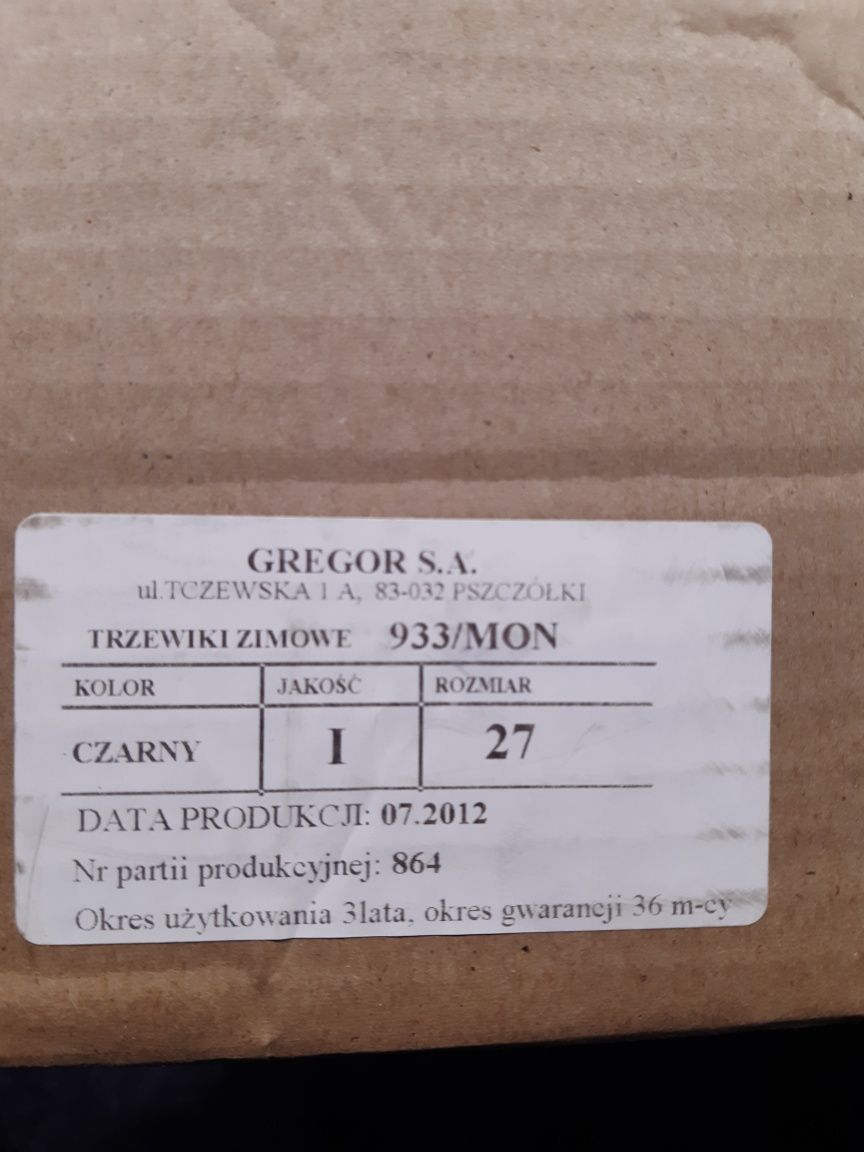 GREGOR S.A.
ul.TCZEWSKA 1 A, 83-032 PSZCZÓŁKI
TRZEWIKI ZIMOWE 933/MON
KOLOR JAKOŚĆ ROZMIAR
CZARNY I 27
DATA PRODUKCJI: 07.2012
Nr partii produkcyjnej: 864
Okres użytkowania 3lata, okres gwarancji 36 m-cy